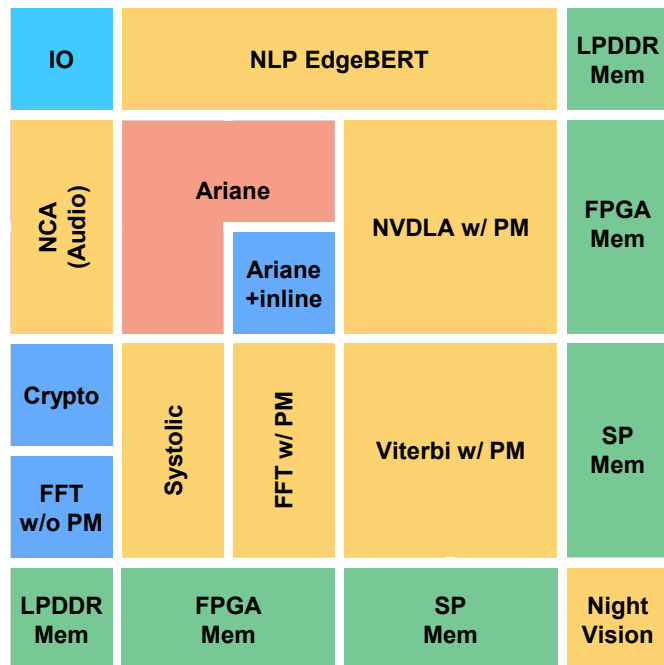 IO
NLP EdgeBERT
LPDDR
Mem
NCA
(Audio)
Ariane
NVDLA w/ PM
FPGA
Mem
Ariane
+inline
Crypto
Systolic
FFT w/ PM
Viterbi w/ PM
SP
Mem
FFT
w/o PM
LPDDR
Mem
FPGA
Mem
SP
Mem
Night
Vision